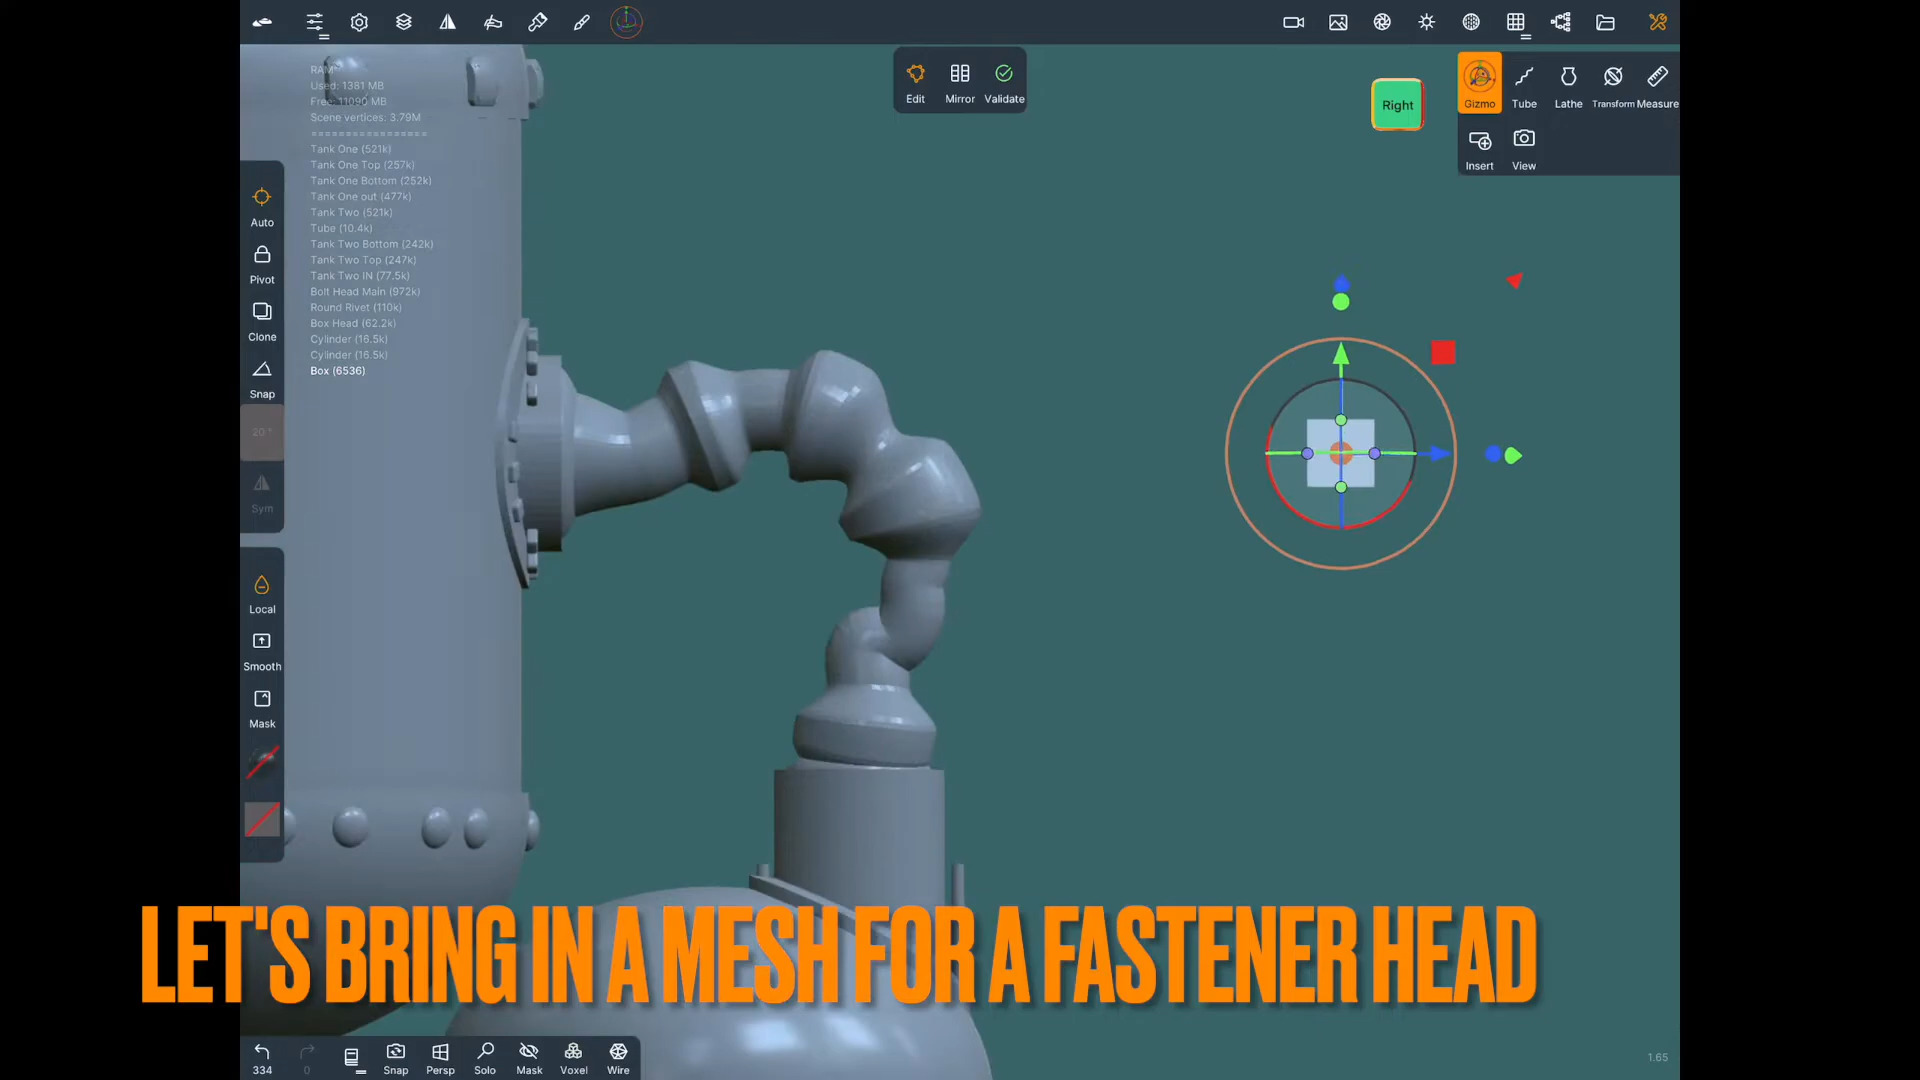 RAM
Used: 1381 MB
Free: 11090 MB
Scene vertices: 3.79M
================
Tank One (521k)
Tank One Top (257k)
Tank One Bottom (252k)
Tank One out (477k)
Tank Two (521k)
Tube (10.4k)
Tank Two Bottom (242k)
Tank Two Top (247k)
Tank Two IN (77.5k)
Bolt Head Main (972k)
Round Rivet (110k)
Box Head (62.2k)
Cylinder (16.5k)
Cylinder (16.5k)
Box (6536)
Edit Mirror Validate
Right
Gizmo Tube Lathe Transform Measure
Insert View
Auto
Pivot
Clone
Snap
20°
Sym
Local
Smooth
Mask
LET'S BRING IN A MESH FOR A FASTENER HEAD
334 0 Snap Persp Solo Mask Voxel Wire
1.65